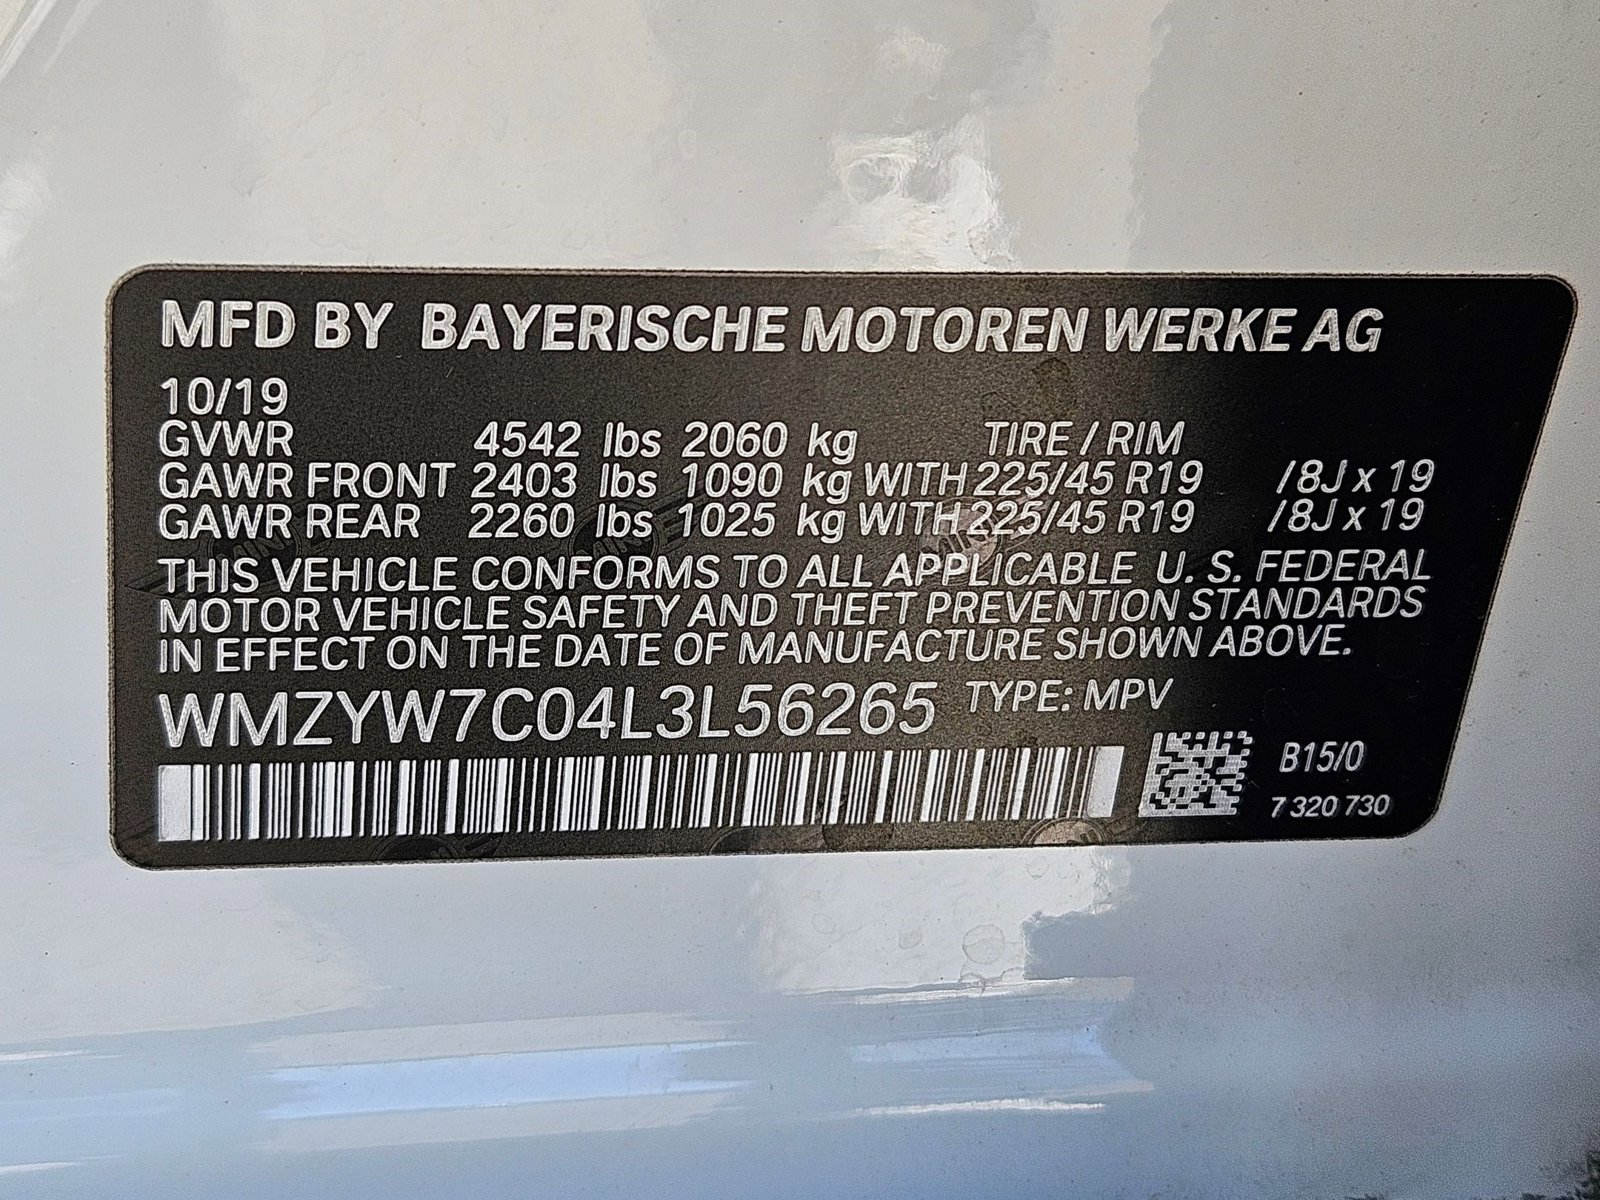 MFD BY BAYERISCHE MOTOREN WERKE AG
10/19
GVWR 4542 lbs 2060 kg TIRE / RIM
GAWR FRONT 2403 lbs 1090 kg WITH 225/45 R19 /8J x 19
GAWR REAR 2260 lbs 1025 kg WITH 225/45 R19 /8J x 19
THIS VEHICLE CONFORMS TO ALL APPLICABLE U. S. FEDERAL
MOTOR VEHICLE SAFETY AND THEFT PREVENTION STANDARDS
IN EFFECT ON THE DATE OF MANUFACTURE SHOWN ABOVE.
WMZYW7C04L3L56265 TYPE: MPV
B15/0
7 320 730